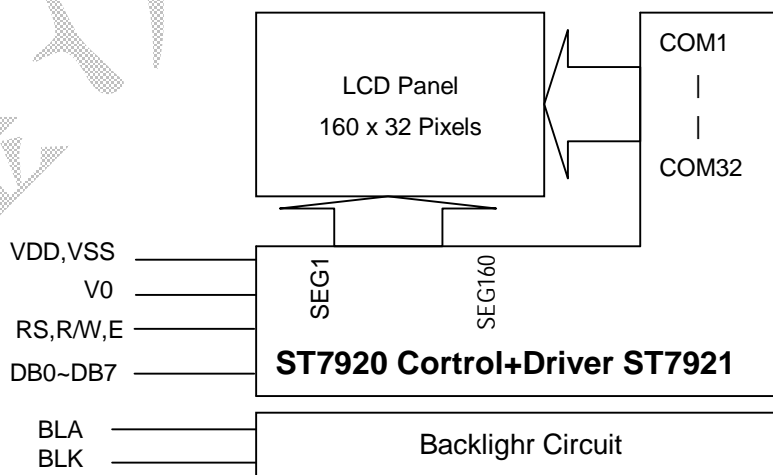 LCD Panel
160 x 32 Pixels
COM1
|
|
COM32
VDD,VSS
V0
RS,R/W,E
DB0~DB7
SEG1
SEG160
ST7920 Cortrol+Driver ST7921
BLA
BLK
Backlighr Circuit